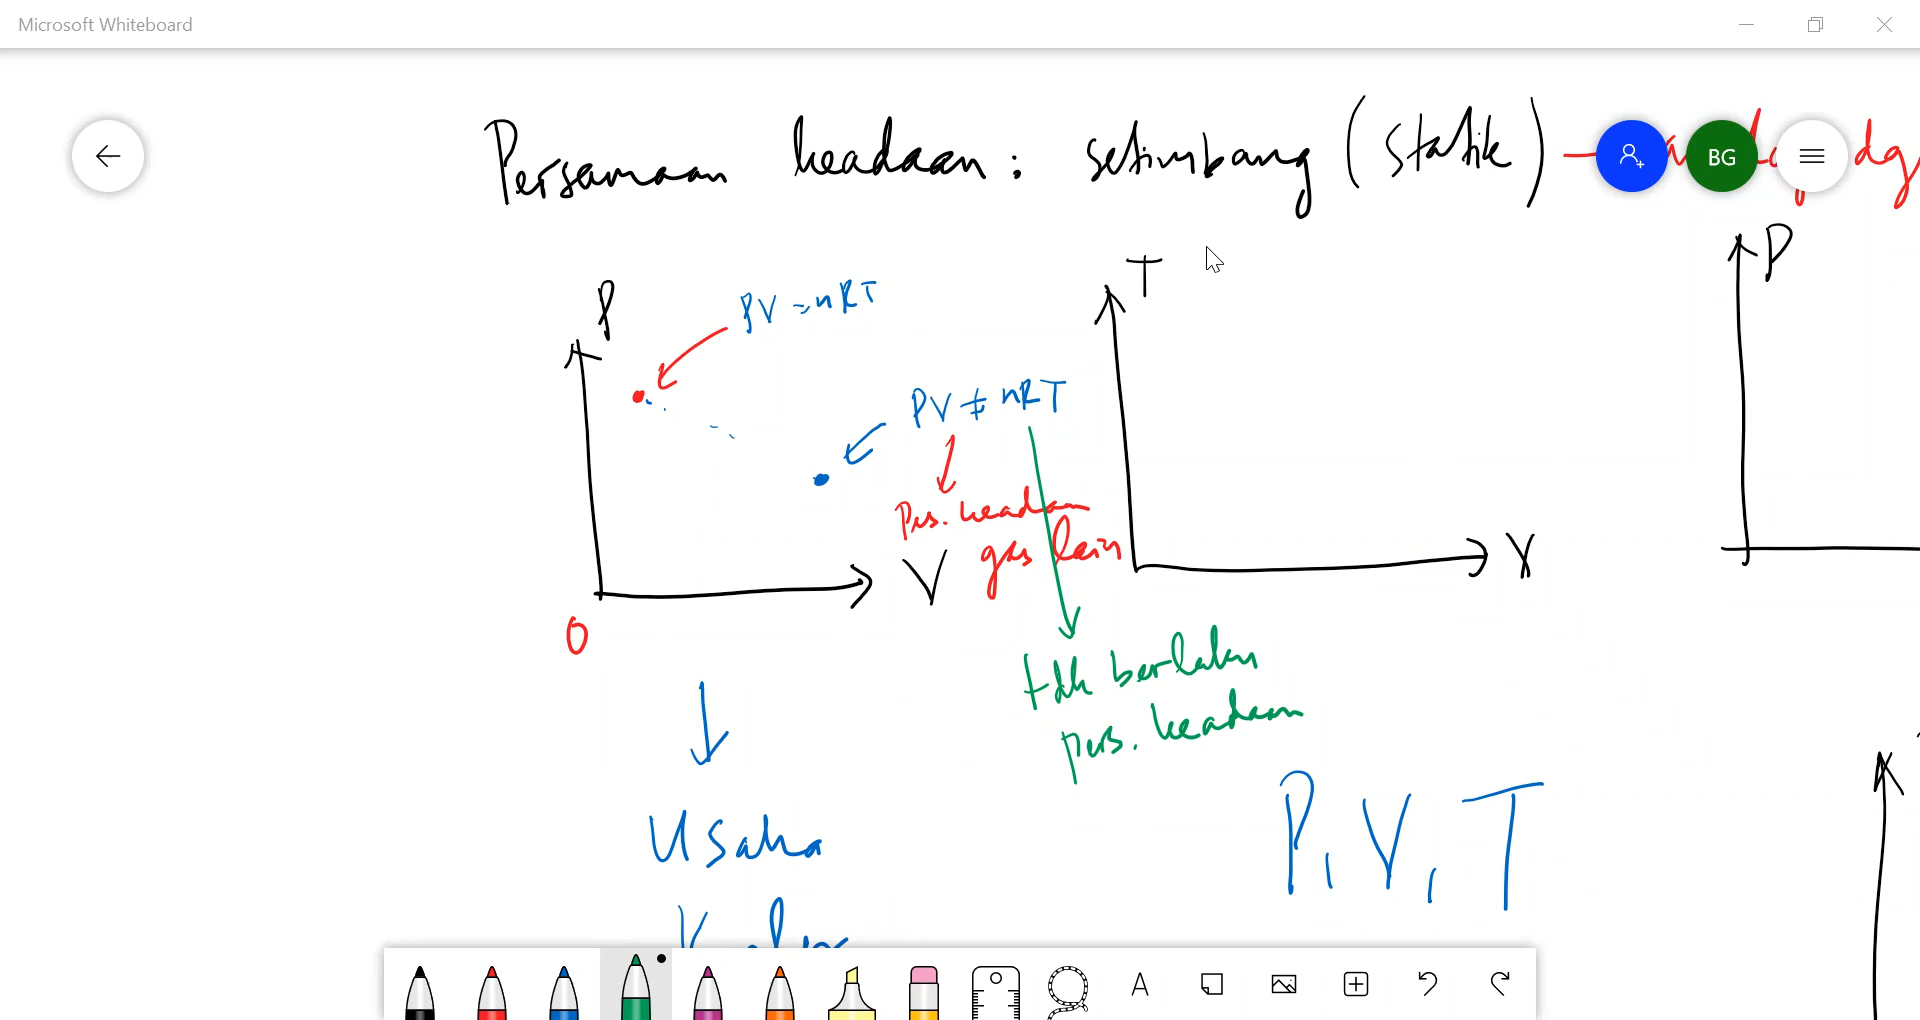 Microsoft Whiteboard
Persamaan keadaan : setimbang (statik)
dg
BG
P
PV = nRT
T
P
PV ≠ nRT
Pers. keadaan
gas lain
V
0
tdk berlaku
pers. keadaan
Usaha
P, V, T
A